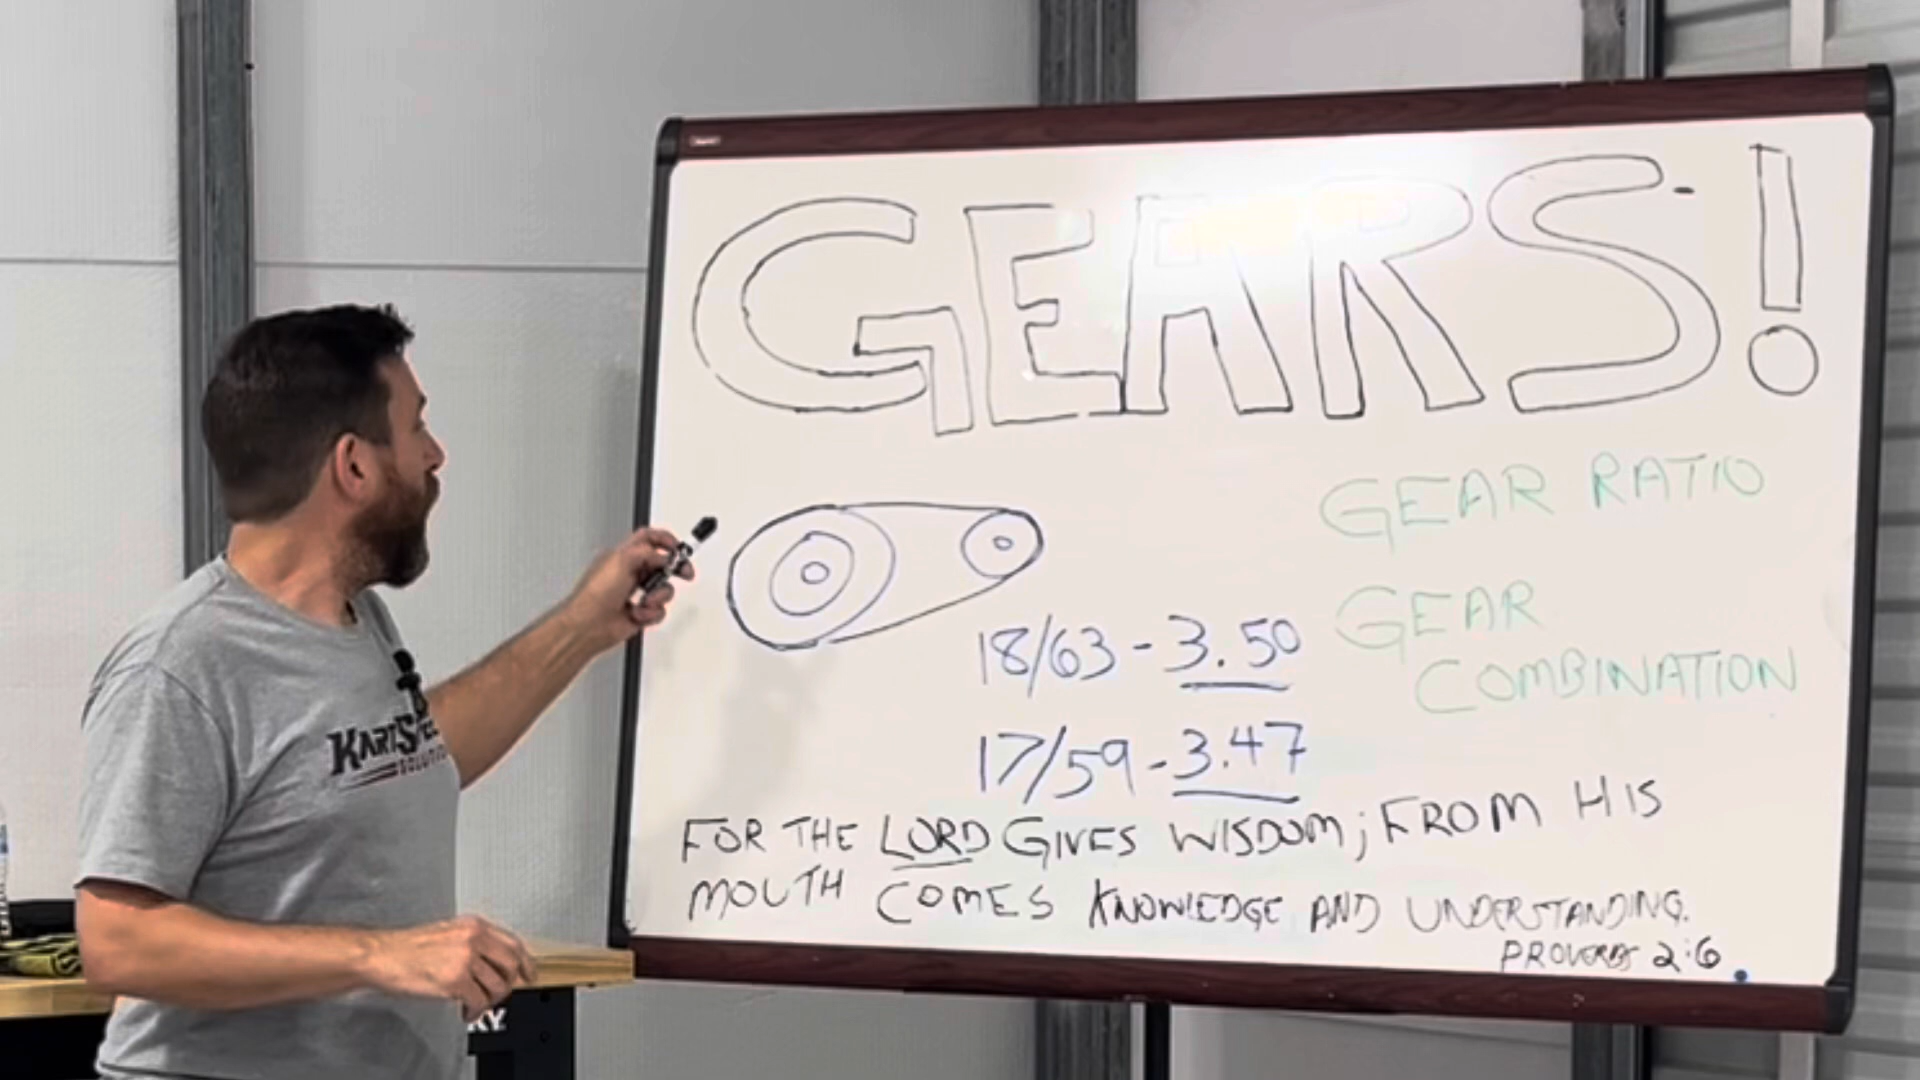 GEARS!
GEAR RATIO
GEAR
COMBINATION
18/63 - 3.50
17/59 - 3.47
FOR THE LORD GIVES WISDOM; FROM HIS
MOUTH COMES KNOWLEDGE AND UNDERSTANDING.
PROVERBS 2:6
KART